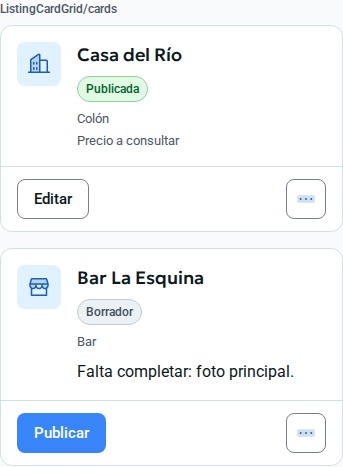 ListingCardGrid/cards
Casa del Río
Publicada
Colón
Precio a consultar
Editar
Bar La Esquina
Borrador
Bar
Falta completar: foto principal.
Publicar